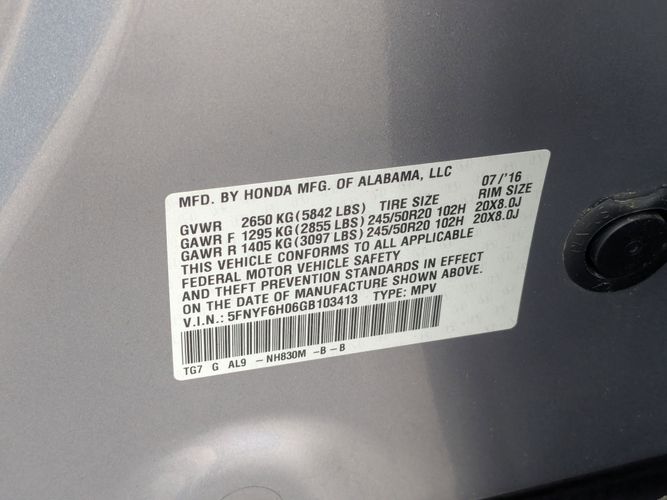 MFD. BY HONDA MFG. OF ALABAMA, LLC 07/'16
GVWR 2650 KG(5842 LBS) TIRE SIZE RIM SIZE
GAWR F 1295 KG(2855 LBS)245/50R20 102H 20X8.0J
GAWR R 1405 KG(3097 LBS)245/50R20 102H 20X8.0J
THIS VEHICLE CONFORMS TO ALL APPLICABLE
FEDERAL MOTOR VEHICLE SAFETY
AND THEFT PREVENTION STANDARDS IN EFFECT
ON THE DATE OF MANUFACTURE SHOWN ABOVE.
V.I.N.: 5FNYF6H06GB103413 TYPE: MPV
TG7 G AL9 -NH830M -B-B